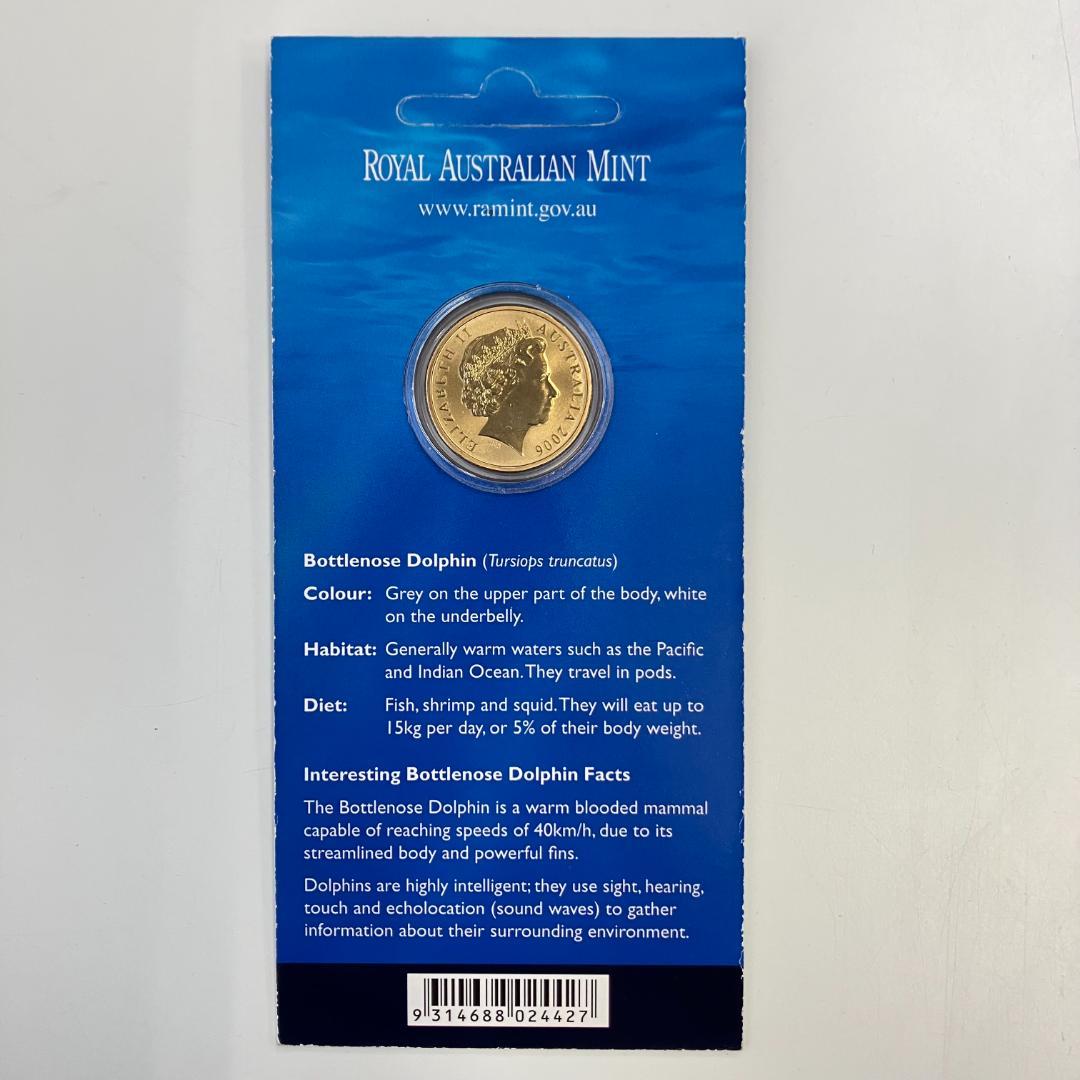 ROYAL AUSTRALIAN MINT
www.ramint.gov.au
ELIZABETH II AUSTRALIA 2006
Bottlenose Dolphin (Tursiops truncatus)
Colour: Grey on the upper part of the body, white
on the underbelly.
Habitat: Generally warm waters such as the Pacific
and Indian Ocean. They travel in pods.
Diet: Fish, shrimp and squid. They will eat up to
15kg per day, or 5% of their body weight.
Interesting Bottlenose Dolphin Facts
The Bottlenose Dolphin is a warm blooded mammal
capable of reaching speeds of 40km/h, due to its
streamlined body and powerful fins.
Dolphins are highly intelligent; they use sight, hearing,
touch and echolocation (sound waves) to gather
information about their surrounding environment.
9 314688 024427